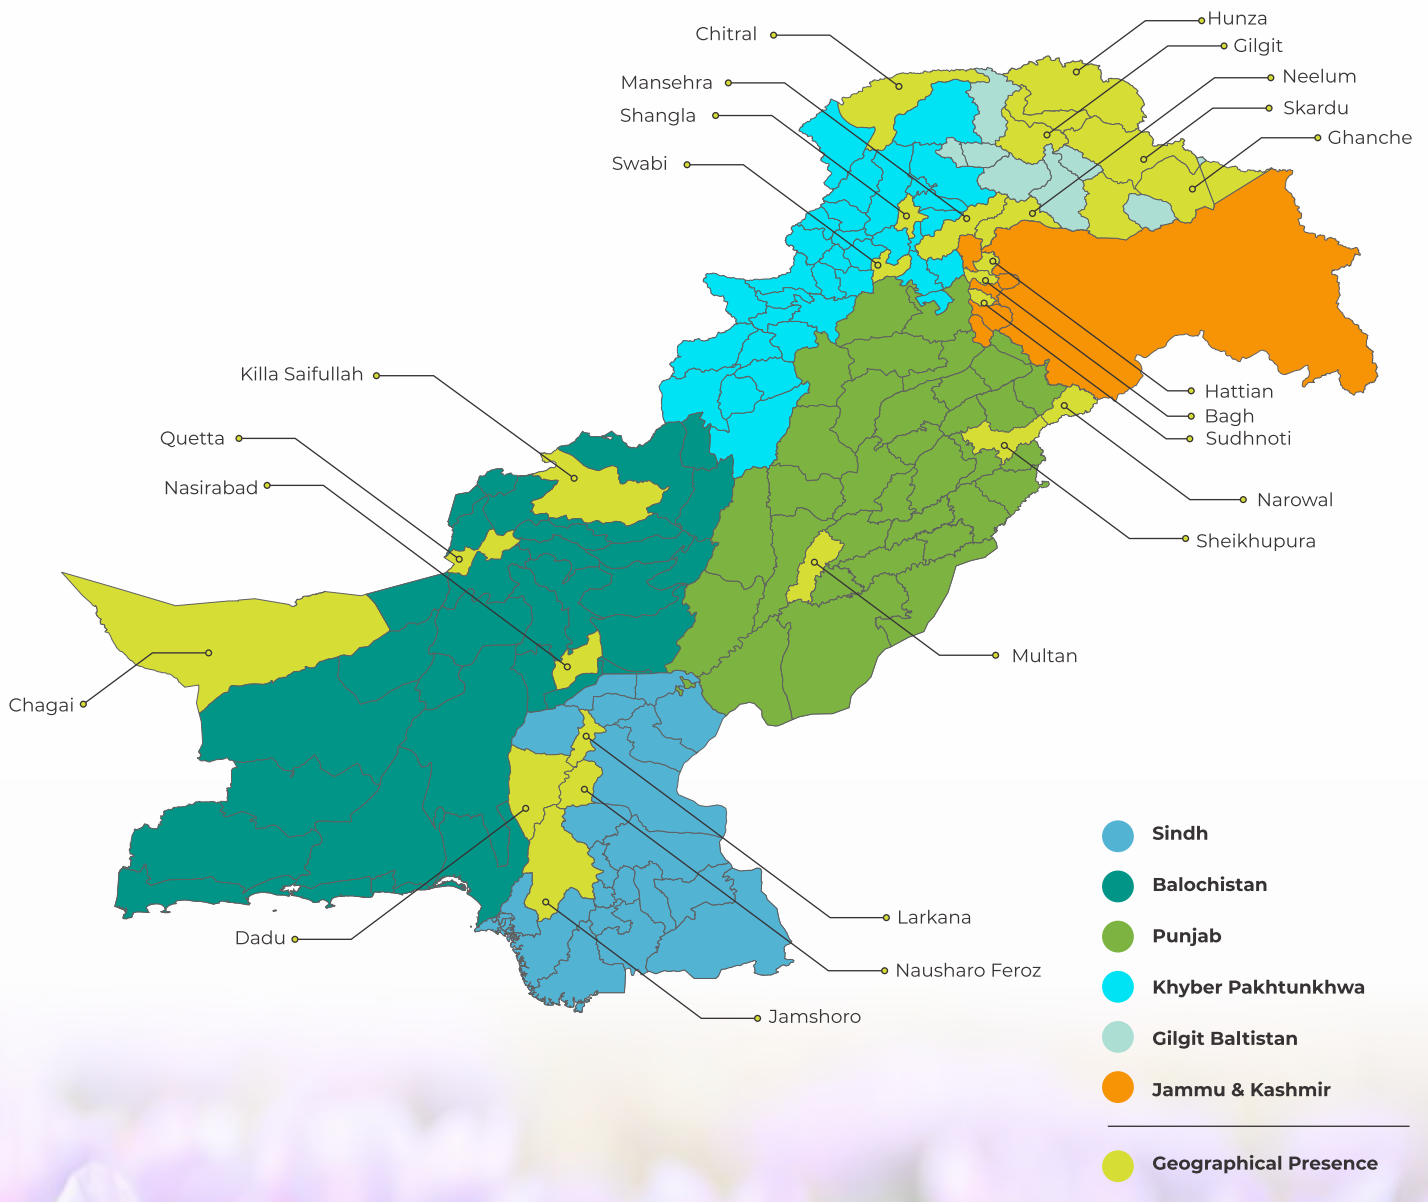 Hunza
Chitral
Gilgit
Mansehra
Neelum
Shangla
Skardu
Ghanche
Swabi
Killa Saifullah
Hattian
Bagh
Quetta
Sudhnoti
Nasirabad
Narowal
Sheikhupura
Multan
Chagai
Sindh
Balochistan
Larkana
Dadu
Punjab
Nausharo Feroz
Khyber Pakhtunkhwa
Jamshoro
Gilgit Baltistan
Jammu & Kashmir
Geographical Presence